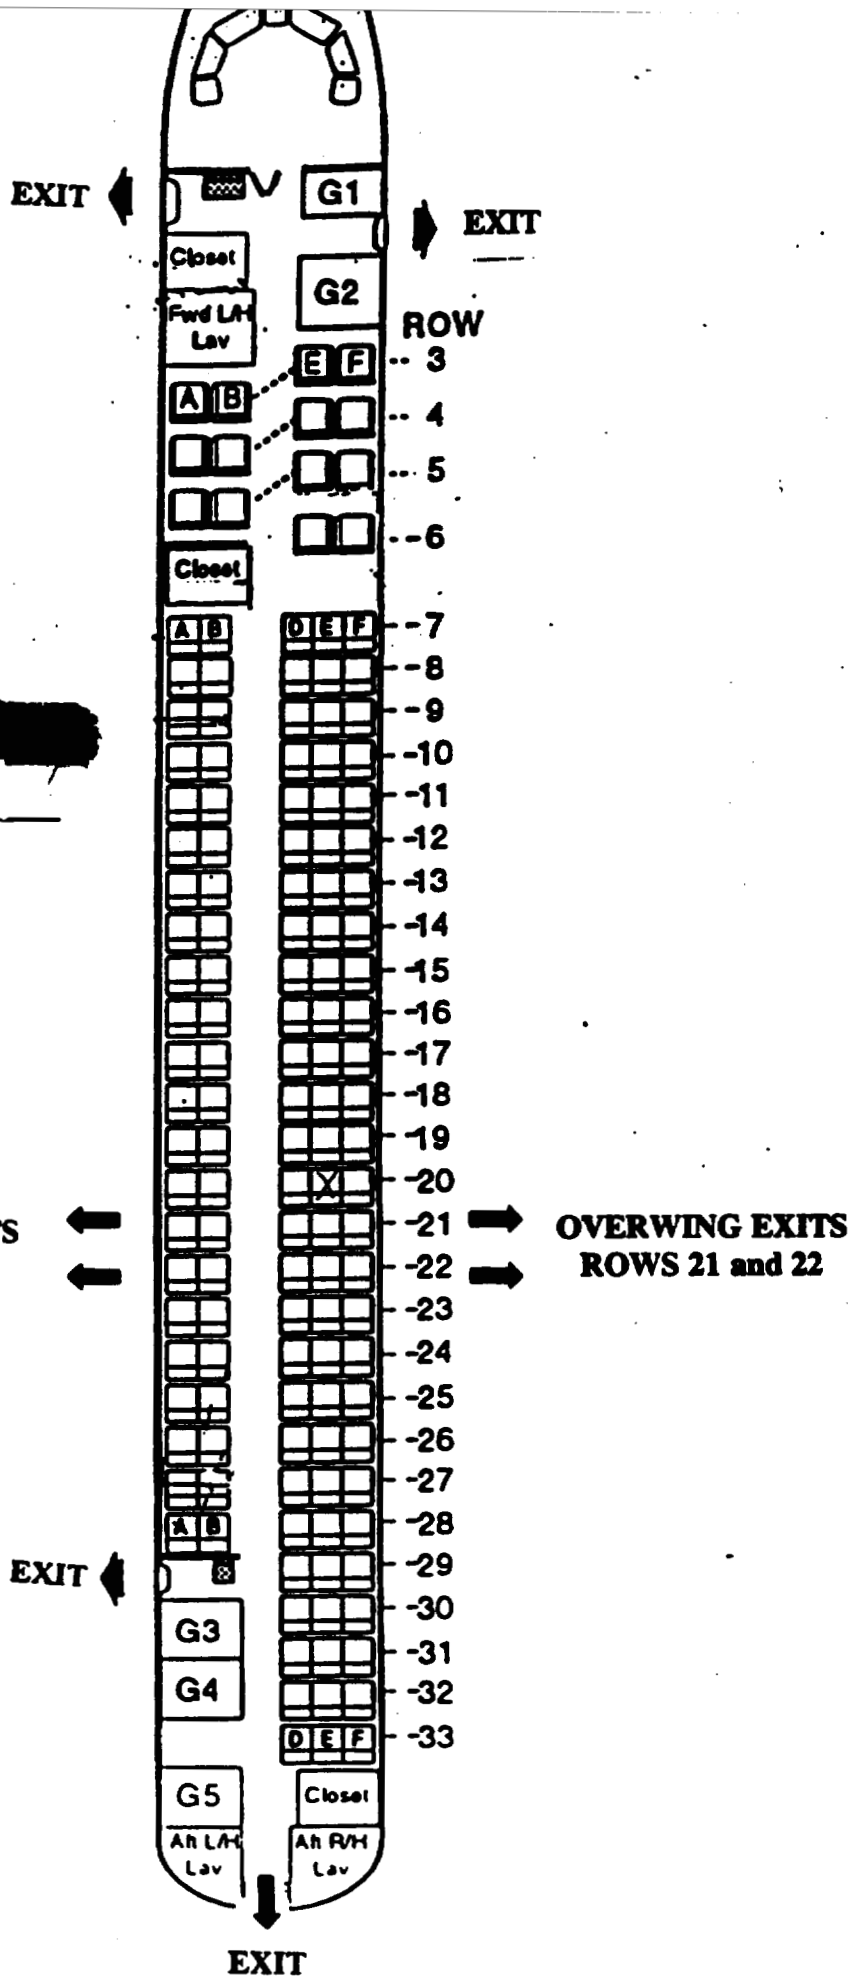 EXIT
G1
EXIT
Closet
G2
Fwd L/H
Lav
ROW
E F -- 3
A B
-- 4
-- 5
-- 6
Closet
A B D E F --7
--8
--9
-10
-11
-12
-13
-14
-15
-16
-17
-18
-19
X -20
-21
TS OVERWING EXITS
-22 ROWS 21 and 22
-23
-24
-25
-26
-27
A B -28
-29
EXIT
-30
G3
-31
G4
-32
D E F -33
G5 Closet
Aft L/H Aft R/H
Lav Lav
EXIT